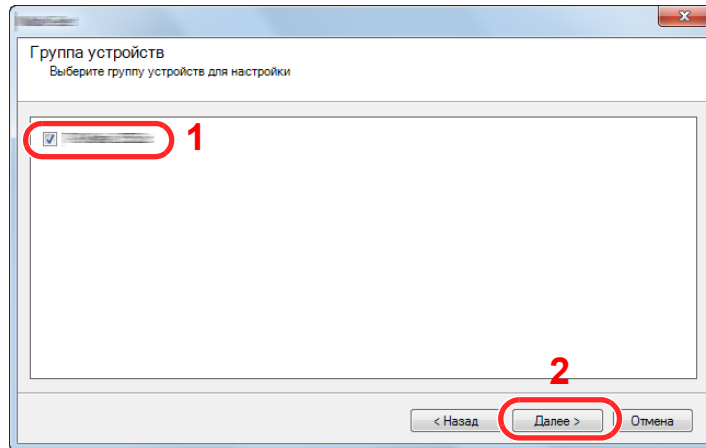 Группа устройств
Выберите группу устройств для настройки
1
2
< Назад
Далее >
Отмена